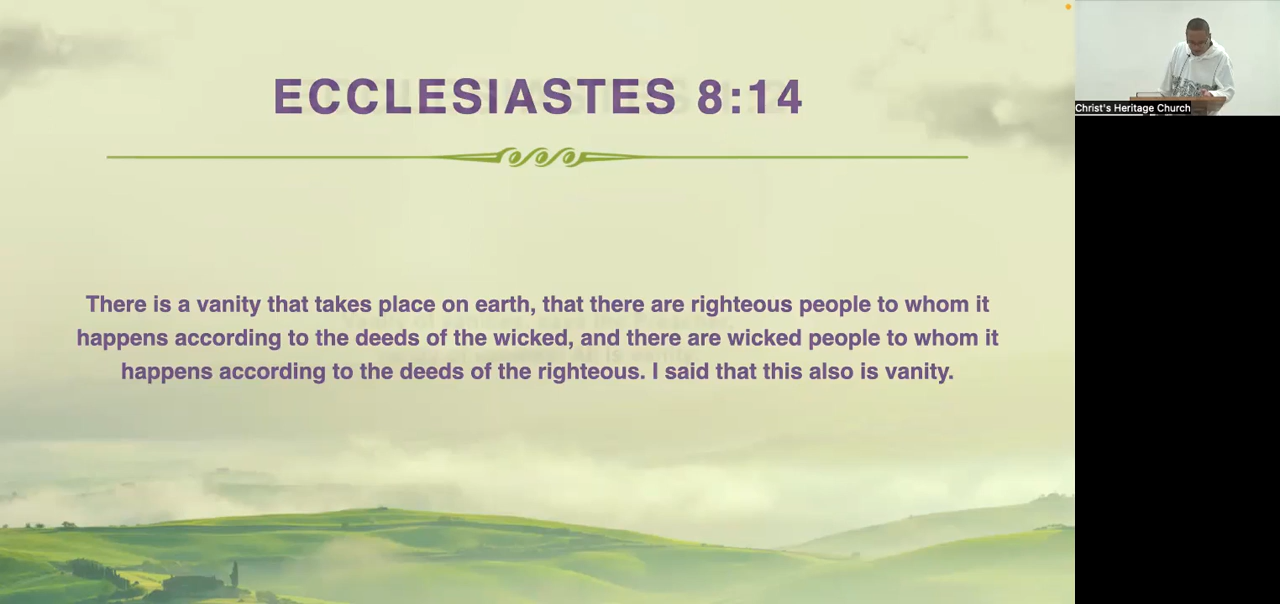 ECCLESIASTES 8:14
There is a vanity that takes place on earth, that there are righteous people to whom it
happens according to the deeds of the wicked, and there are wicked people to whom it
happens according to the deeds of the righteous. I said that this also is vanity.
Christ's Heritage Church